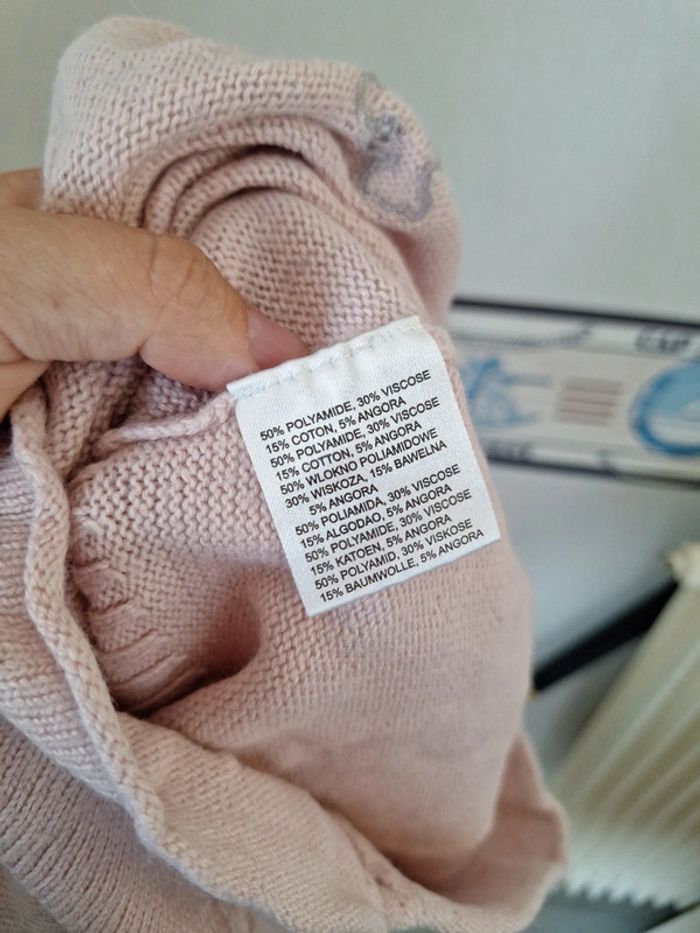 50% POLYAMIDE, 30% VISCOSE
15% COTON, 5% ANGORA
50% POLYAMIDE, 30% VISCOSE
15% COTTON, 5% ANGORA
50% WLOKNO POLIAMIDOWE
30% WISKOZA, 15% BAWELNA
5% ANGORA
50% POLIAMIDA, 30% VISCOSE
15% ALGODAO, 5% ANGORA
50% POLYAMIDE, 30% VISCOSE
15% KATOEN, 5% ANGORA
50% POLYAMID, 30% VISKOSE
15% BAUMWOLLE, 5% ANGORA